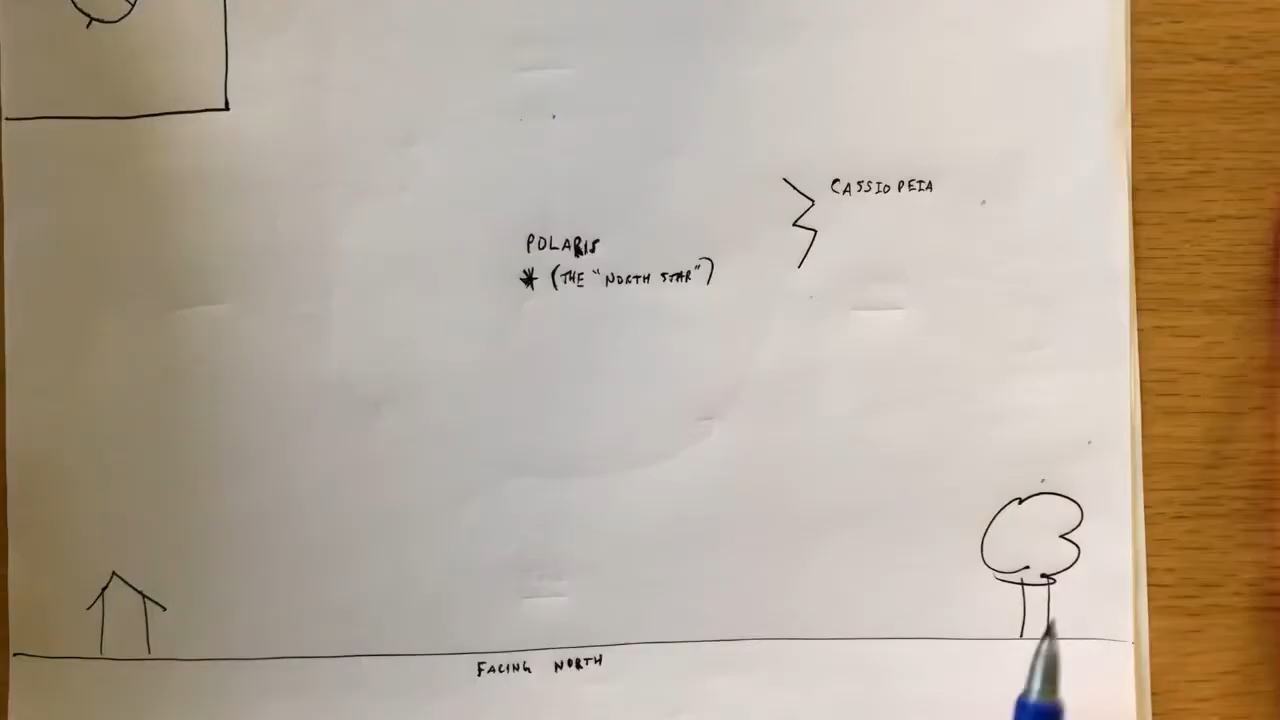 CASSIOPEIA
POLARIS
* (THE "NORTH STAR")
FACING NORTH